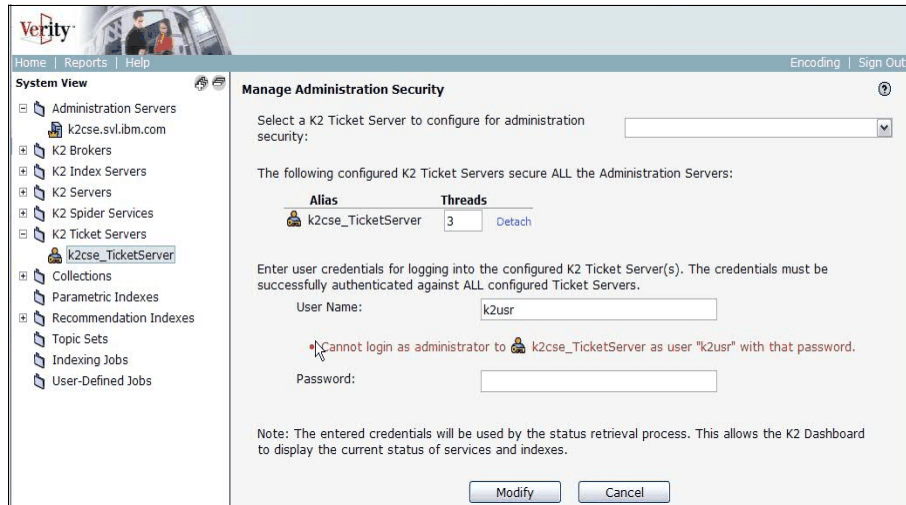 Verity
Home | Reports | Help
Encoding | Sign Out
System View
Administration Servers
k2cse.svl.ibm.com
K2 Brokers
K2 Index Servers
K2 Servers
K2 Spider Services
K2 Ticket Servers
k2cse_TicketServer
Collections
Parametric Indexes
Recommendation Indexes
Topic Sets
Indexing Jobs
User-Defined Jobs
Manage Administration Security
Select a K2 Ticket Server to configure for administration
security:
The following configured K2 Ticket Servers secure ALL the Administration Servers:
Alias Threads
k2cse_TicketServer 3 Detach
Enter user credentials for logging into the configured K2 Ticket Server(s). The credentials must be
successfully authenticated against ALL configured Ticket Servers.
User Name: k2usr
Cannot login as administrator to k2cse_TicketServer as user "k2usr" with that password.
Password:
Note: The entered credentials will be used by the status retrieval process. This allows the K2 Dashboard
to display the current status of services and indexes.
Modify Cancel